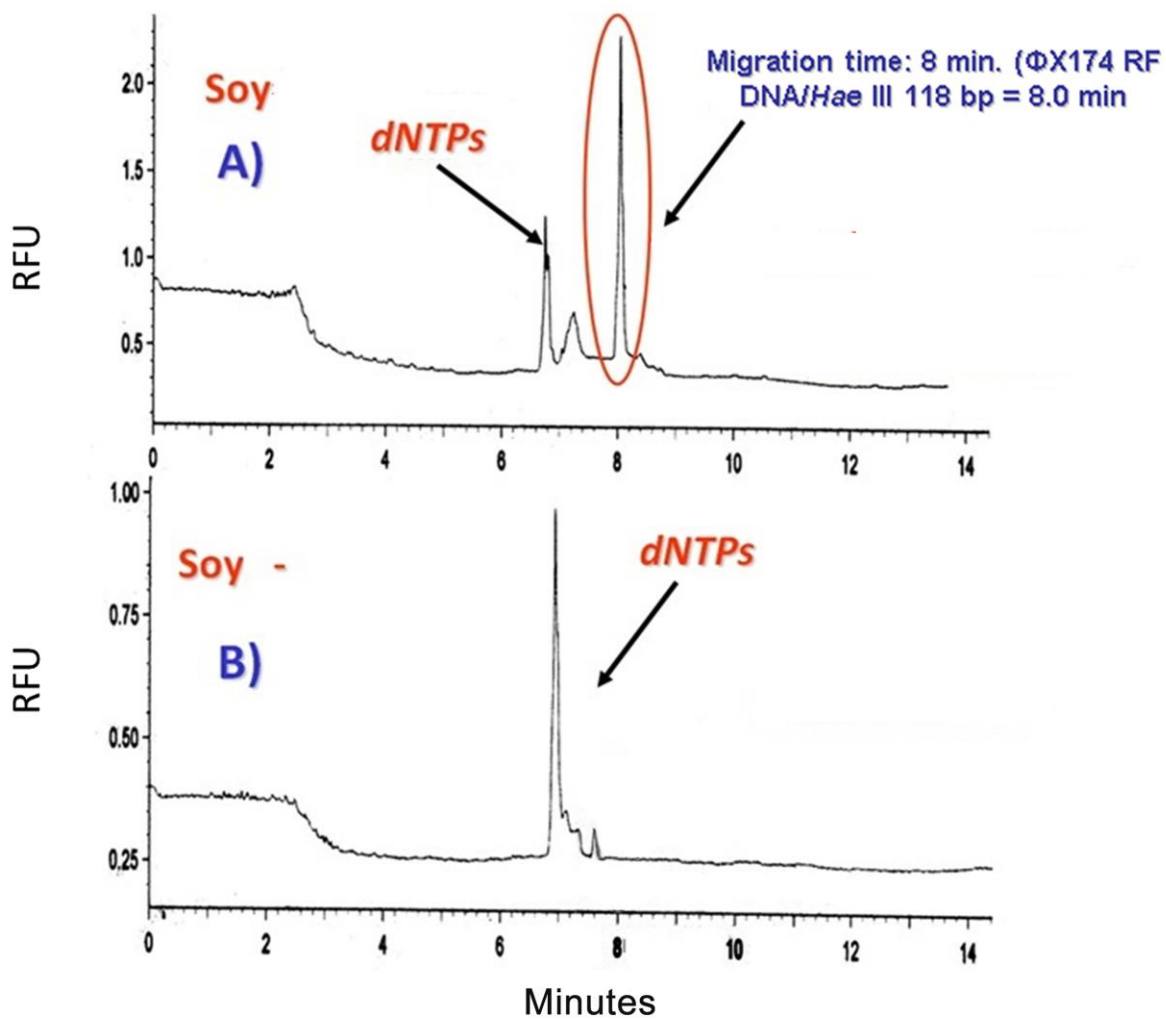 Soy
A)
dNTPs
Migration time: 8 min. (ΦX174 RF
DNA/Hae III 118 bp = 8.0 min
RFU
2.0
1.5
1.0
0.5
0 2 4 6 8 10 12 14
Soy -
B)
dNTPs
RFU
1.00
0.75
0.50
0.25
0 2 4 6 8 10 12 14
Minutes